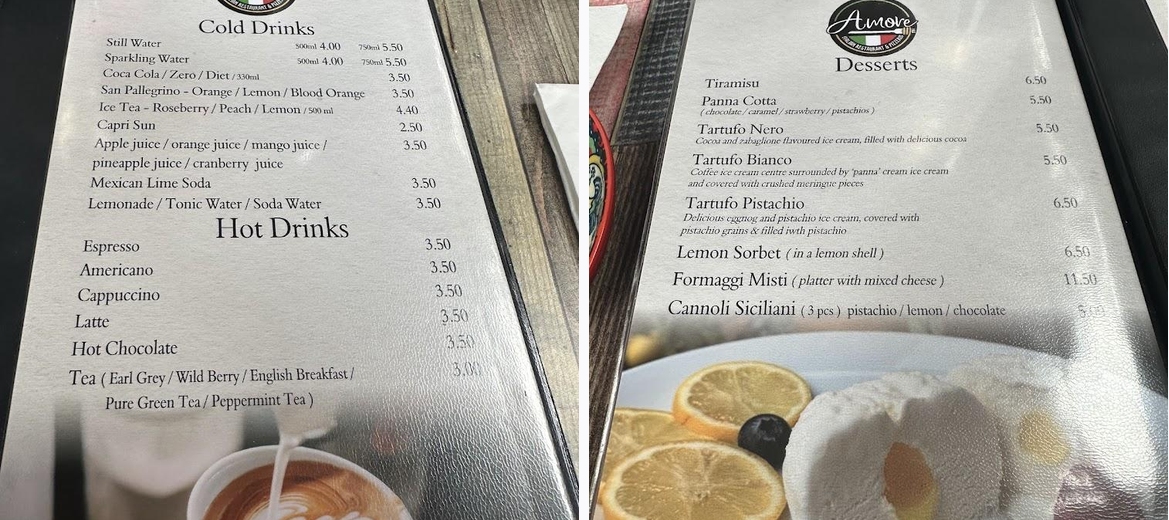 Cold Drinks
Still Water 500ml 4.00 750ml 5.50
Sparkling Water 500ml 4.00 750ml 5.50
Coca Cola / Zero / Diet / 330ml 3.50
San Pallegrino - Orange / Lemon / Blood Orange 3.50
Ice Tea - Roseberry / Peach / Lemon / 500 ml 4.40
Capri Sun 2.50
Apple juice / orange juice / mango juice / 3.50
pineapple juice / cranberry juice
Mexican Lime Soda 3.50
Lemonade / Tonic Water / Soda Water 3.50
Hot Drinks
Espresso 3.50
Americano 3.50
Cappuccino 3.50
Latte 3.50
Hot Chocolate 3.50
Tea ( Earl Grey / Wild Berry / English Breakfast / 3.00
Pure Green Tea / Peppermint Tea )
Amore
RESTAURANT &
Desserts
Tiramisu 6.50
Panna Cotta 5.50
( chocolate / caramel / strawberry / pistachios )
Tartufo Nero 5.50
Cocoa and zabaglione flavoured ice cream, filled with delicious cocoa
Tartufo Bianco 5.50
Coffee ice cream centre surrounded by 'panna' cream ice cream
and covered with crushed meringue pieces
Tartufo Pistachio 6.50
Delicious eggnog and pistachio ice cream, covered with
pistachio grains & filled iwth pistachio
Lemon Sorbet ( in a lemon shell ) 6.50
Formaggi Misti ( platter with mixed cheese ) 11.50
Cannoli Siciliani ( 3 pcs ) pistachio / lemon / chocolate